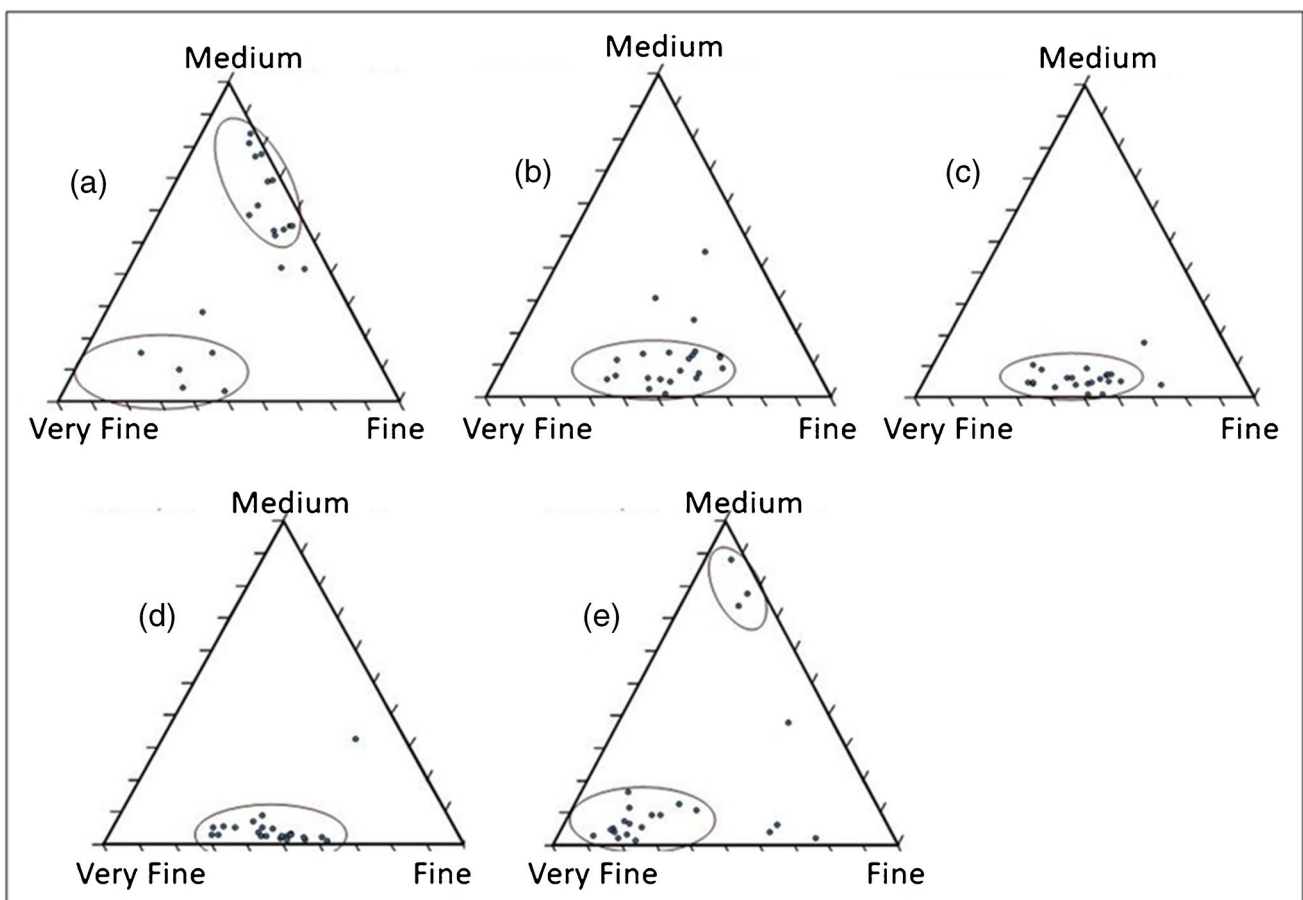 Medium Medium Medium
(a) (b) (c)
Very Fine Fine Very Fine Fine Very Fine Fine
Medium Medium
(d) (e)
Very Fine Fine Very Fine Fine